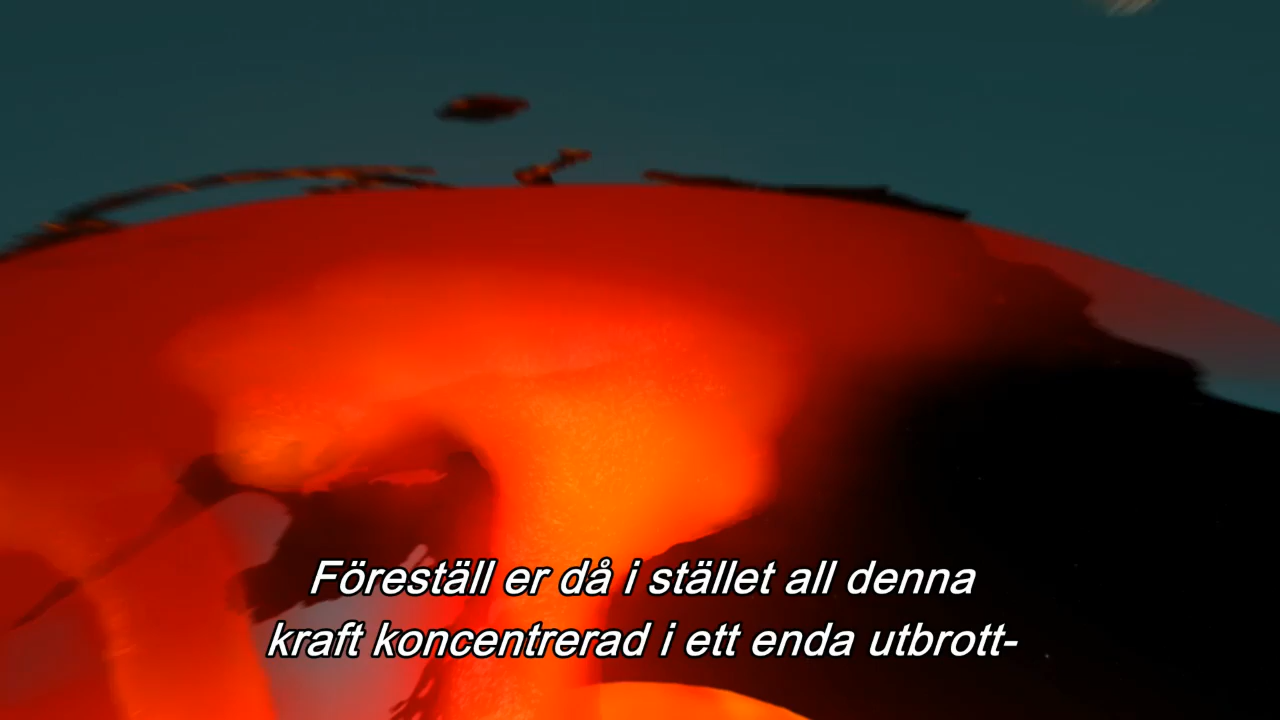 Föreställ er då i stället all denna
kraft koncentrerad i ett enda utbrott-